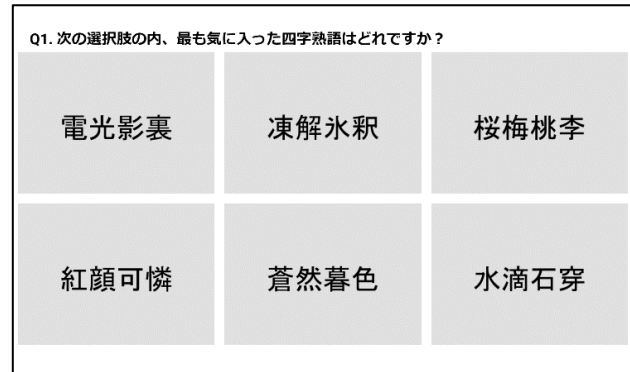 Q1. 次の選択肢の内、最も気に入った四字熟語はどれですか？
電光影裏
凍解氷釈
桜梅桃李
紅顔可憐
蒼然暮色
水滴石穿